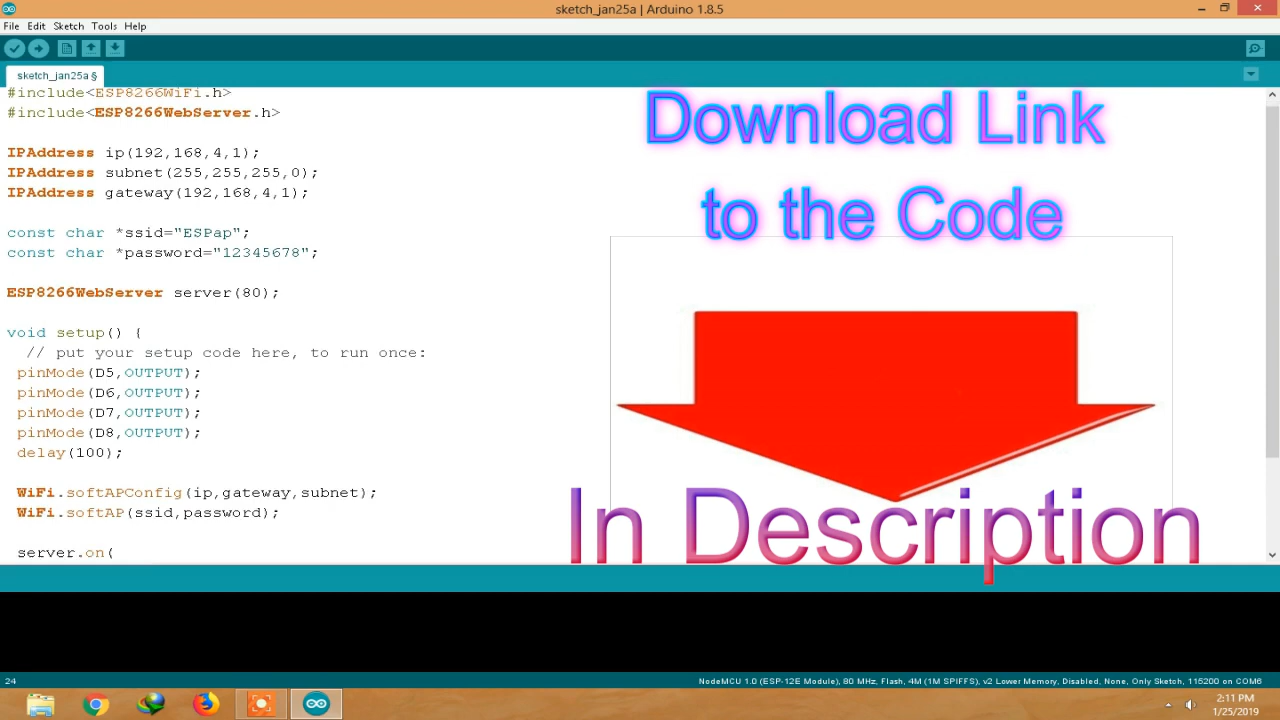 sketch_jan25a | Arduino 1.8.5
File Edit Sketch Tools Help
sketch_jan25a §
#include<ESP8266WiFi.h>
#include<ESP8266WebServer.h>
IPAddress ip(192,168,4,1);
IPAddress subnet(255,255,255,0);
IPAddress gateway(192,168,4,1);
const char *ssid="ESPap";
const char *password="12345678";
ESP8266WebServer server(80);
void setup() {
// put your setup code here, to run once:
pinMode(D5,OUTPUT);
pinMode(D6,OUTPUT);
pinMode(D7,OUTPUT);
pinMode(D8,OUTPUT);
delay(100);
WiFi.softAPConfig(ip,gateway,subnet);
WiFi.softAP(ssid,password);
server.on(
Download Link
to the Code
In Description
24
NodeMCU 1.0 (ESP-12E Module), 80 MHz, Flash, 4M (1M SPIFFS), v2 Lower Memory, Disabled, None, Only Sketch, 115200 on COM6
2:11 PM
1/25/2019